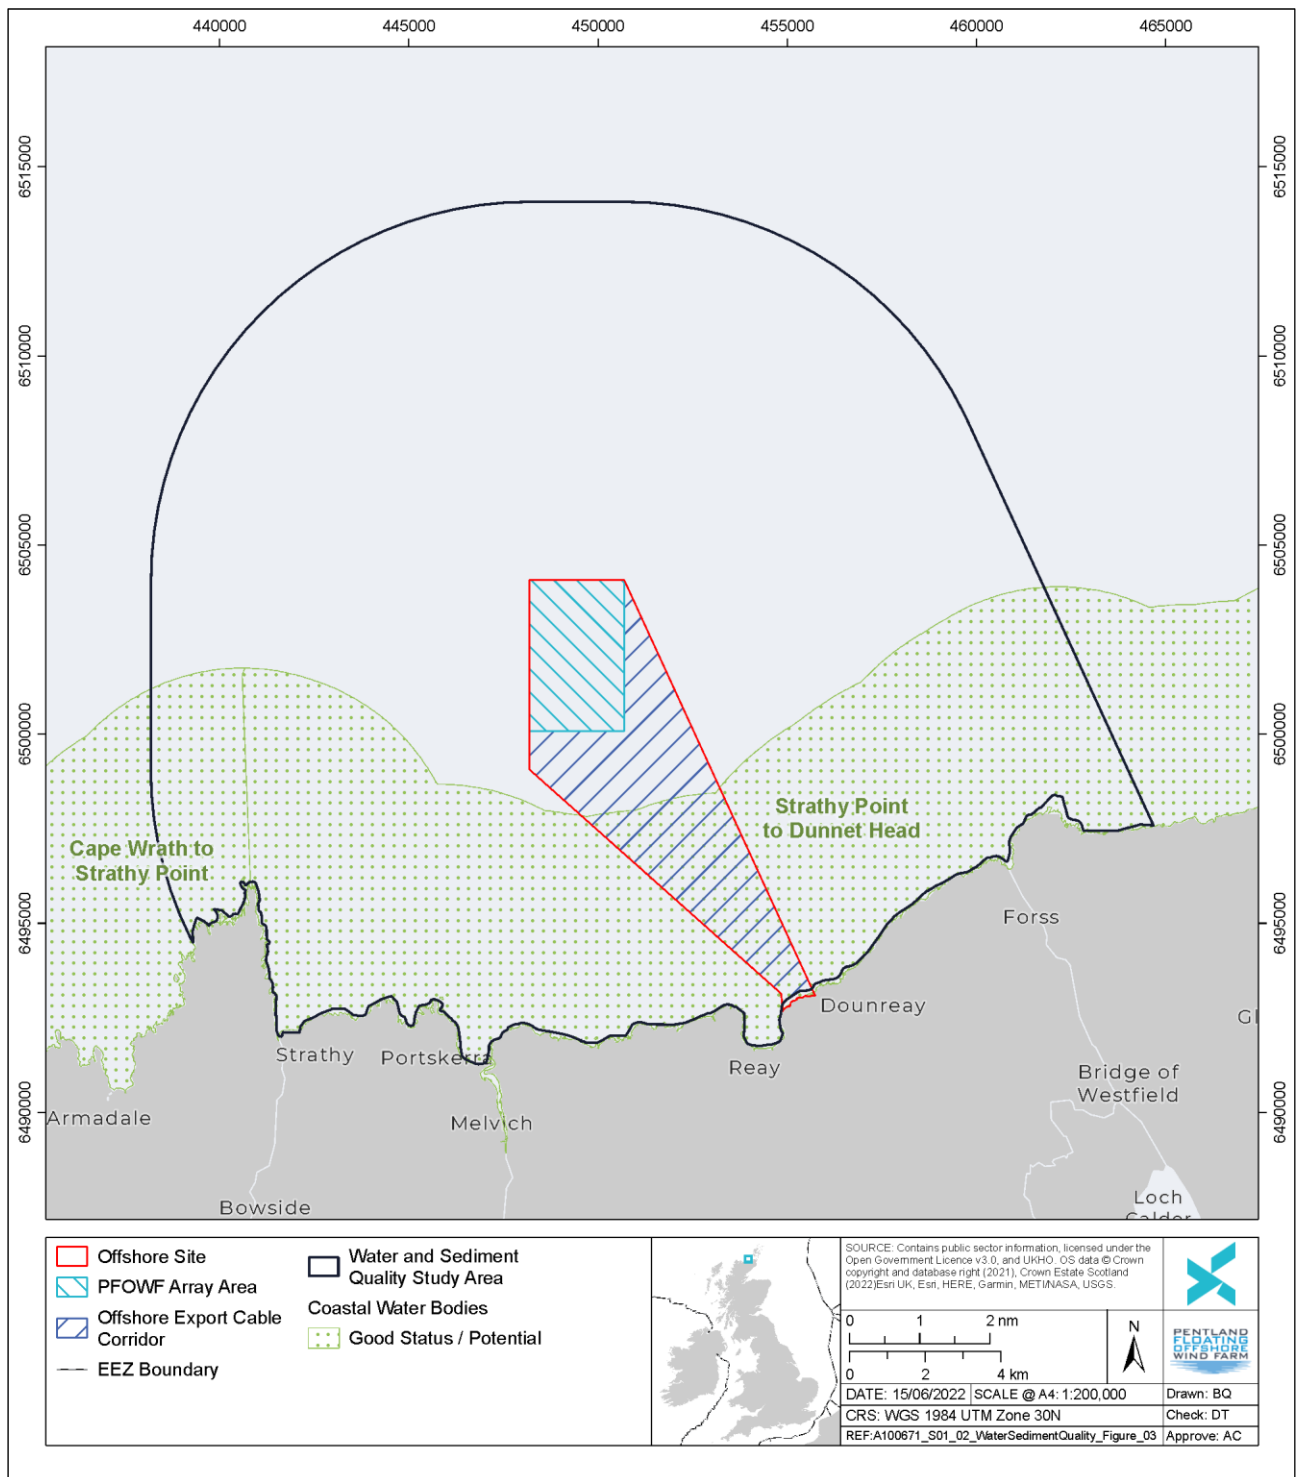 440000 445000 450000 455000 460000 465000
6515000 6515000
6510000 6510000
6505000 6505000
6500000 6500000
6495000 6495000
6490000 6490000
Strathy Point
to Dunnet Head
Cape Wrath to
Strathy Point
Forss
Dounreay
Gl
Strathy
Portskerra
Reay
Bridge of
Westfield
Armadale
Melvich
Bowside
Loch
Calder
Offshore Site
PFOWF Array Area
Offshore Export Cable
Corridor
EEZ Boundary
Water and Sediment
Quality Study Area
Coastal Water Bodies
Good Status / Potential
SOURCE: Contains public sector information, licensed under the
Open Government Licence v3.0, and UKHO. OS data © Crown
copyright and database right (2021), Crown Estate Scotland
(2022)Esri UK, Esri, HERE, Garmin, METI/NASA, USGS.
0 1 2 nm
0 2 4 km
N
PENTLAND
FLOATING
OFFSHORE
WIND FARM
DATE: 15/06/2022 SCALE @ A4: 1:200,000 Drawn: BQ
CRS: WGS 1984 UTM Zone 30N Check: DT
REF:A100671_S01_02_WaterSedimentQuality_Figure_03 Approve: AC